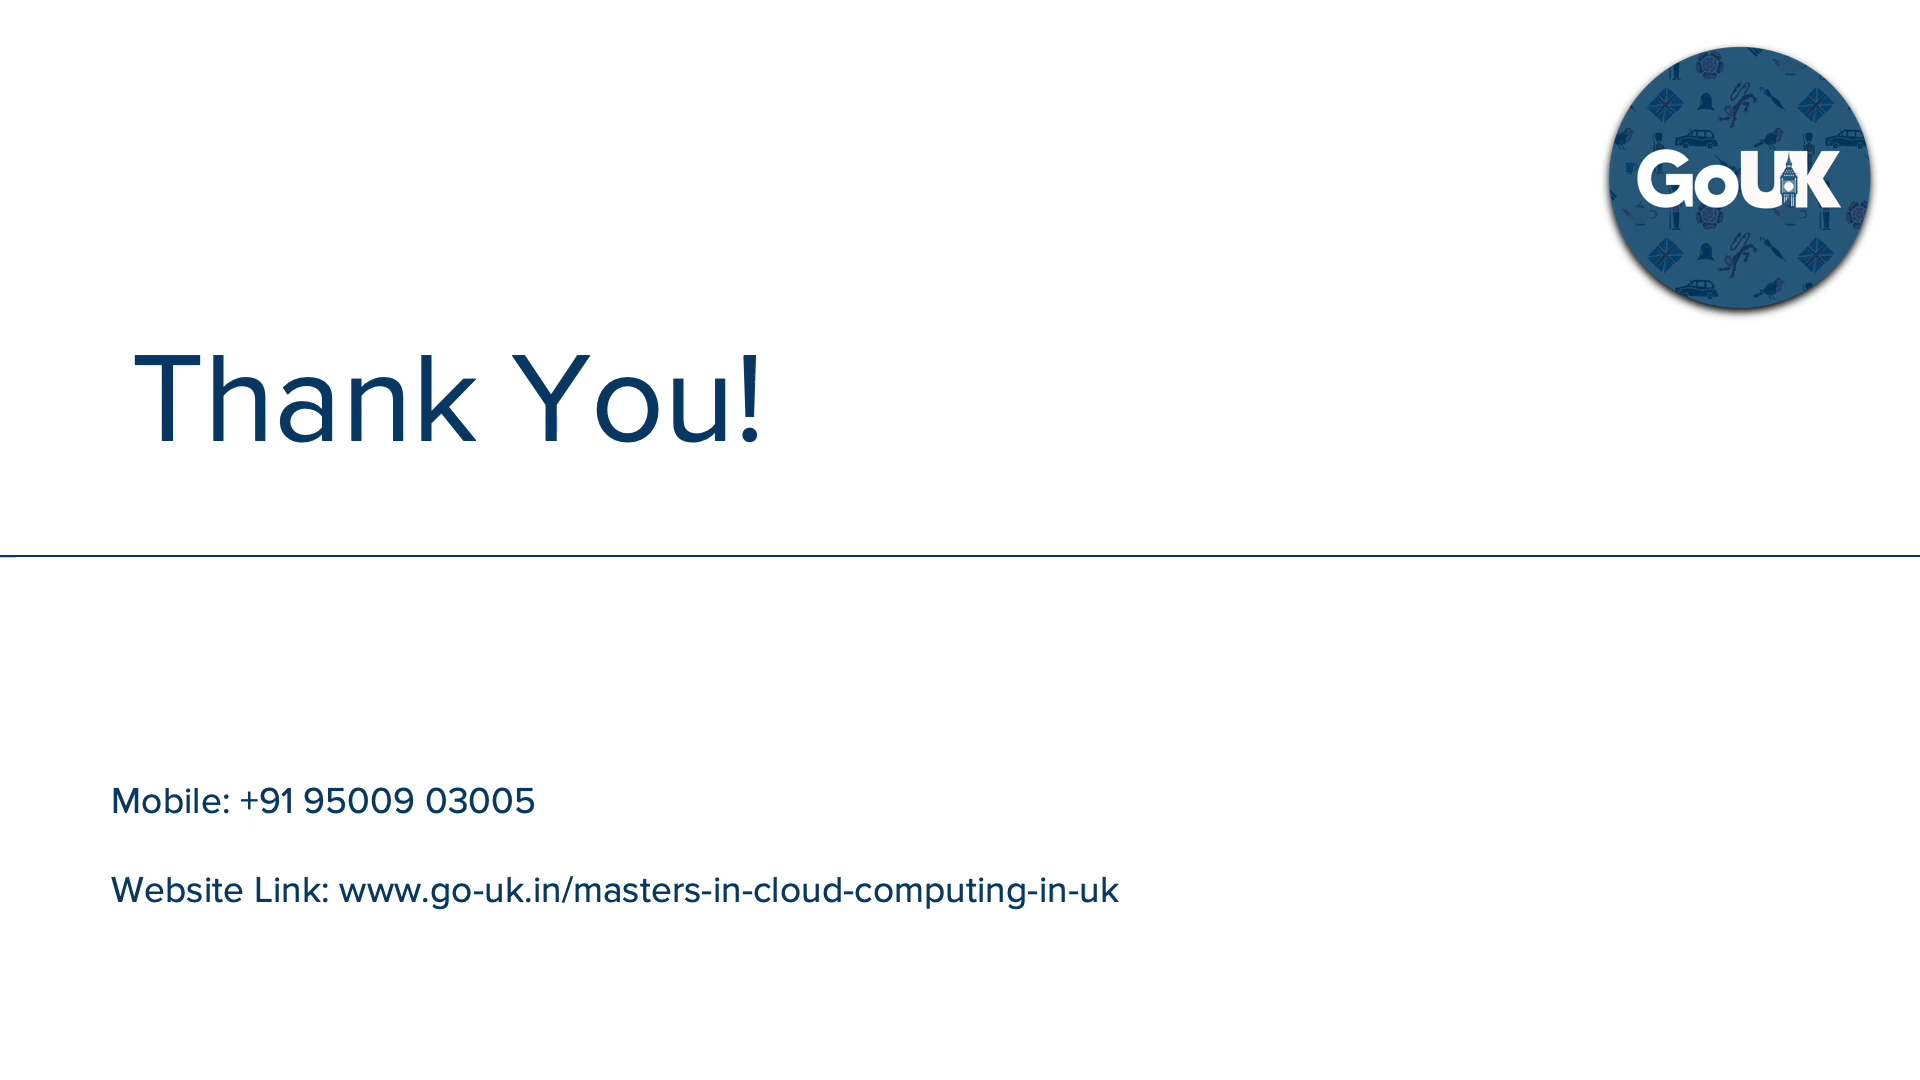 GoUK
Thank You!
Mobile: +91 95009 03005
Website Link: www.go-uk.in/masters-in-cloud-computing-in-uk